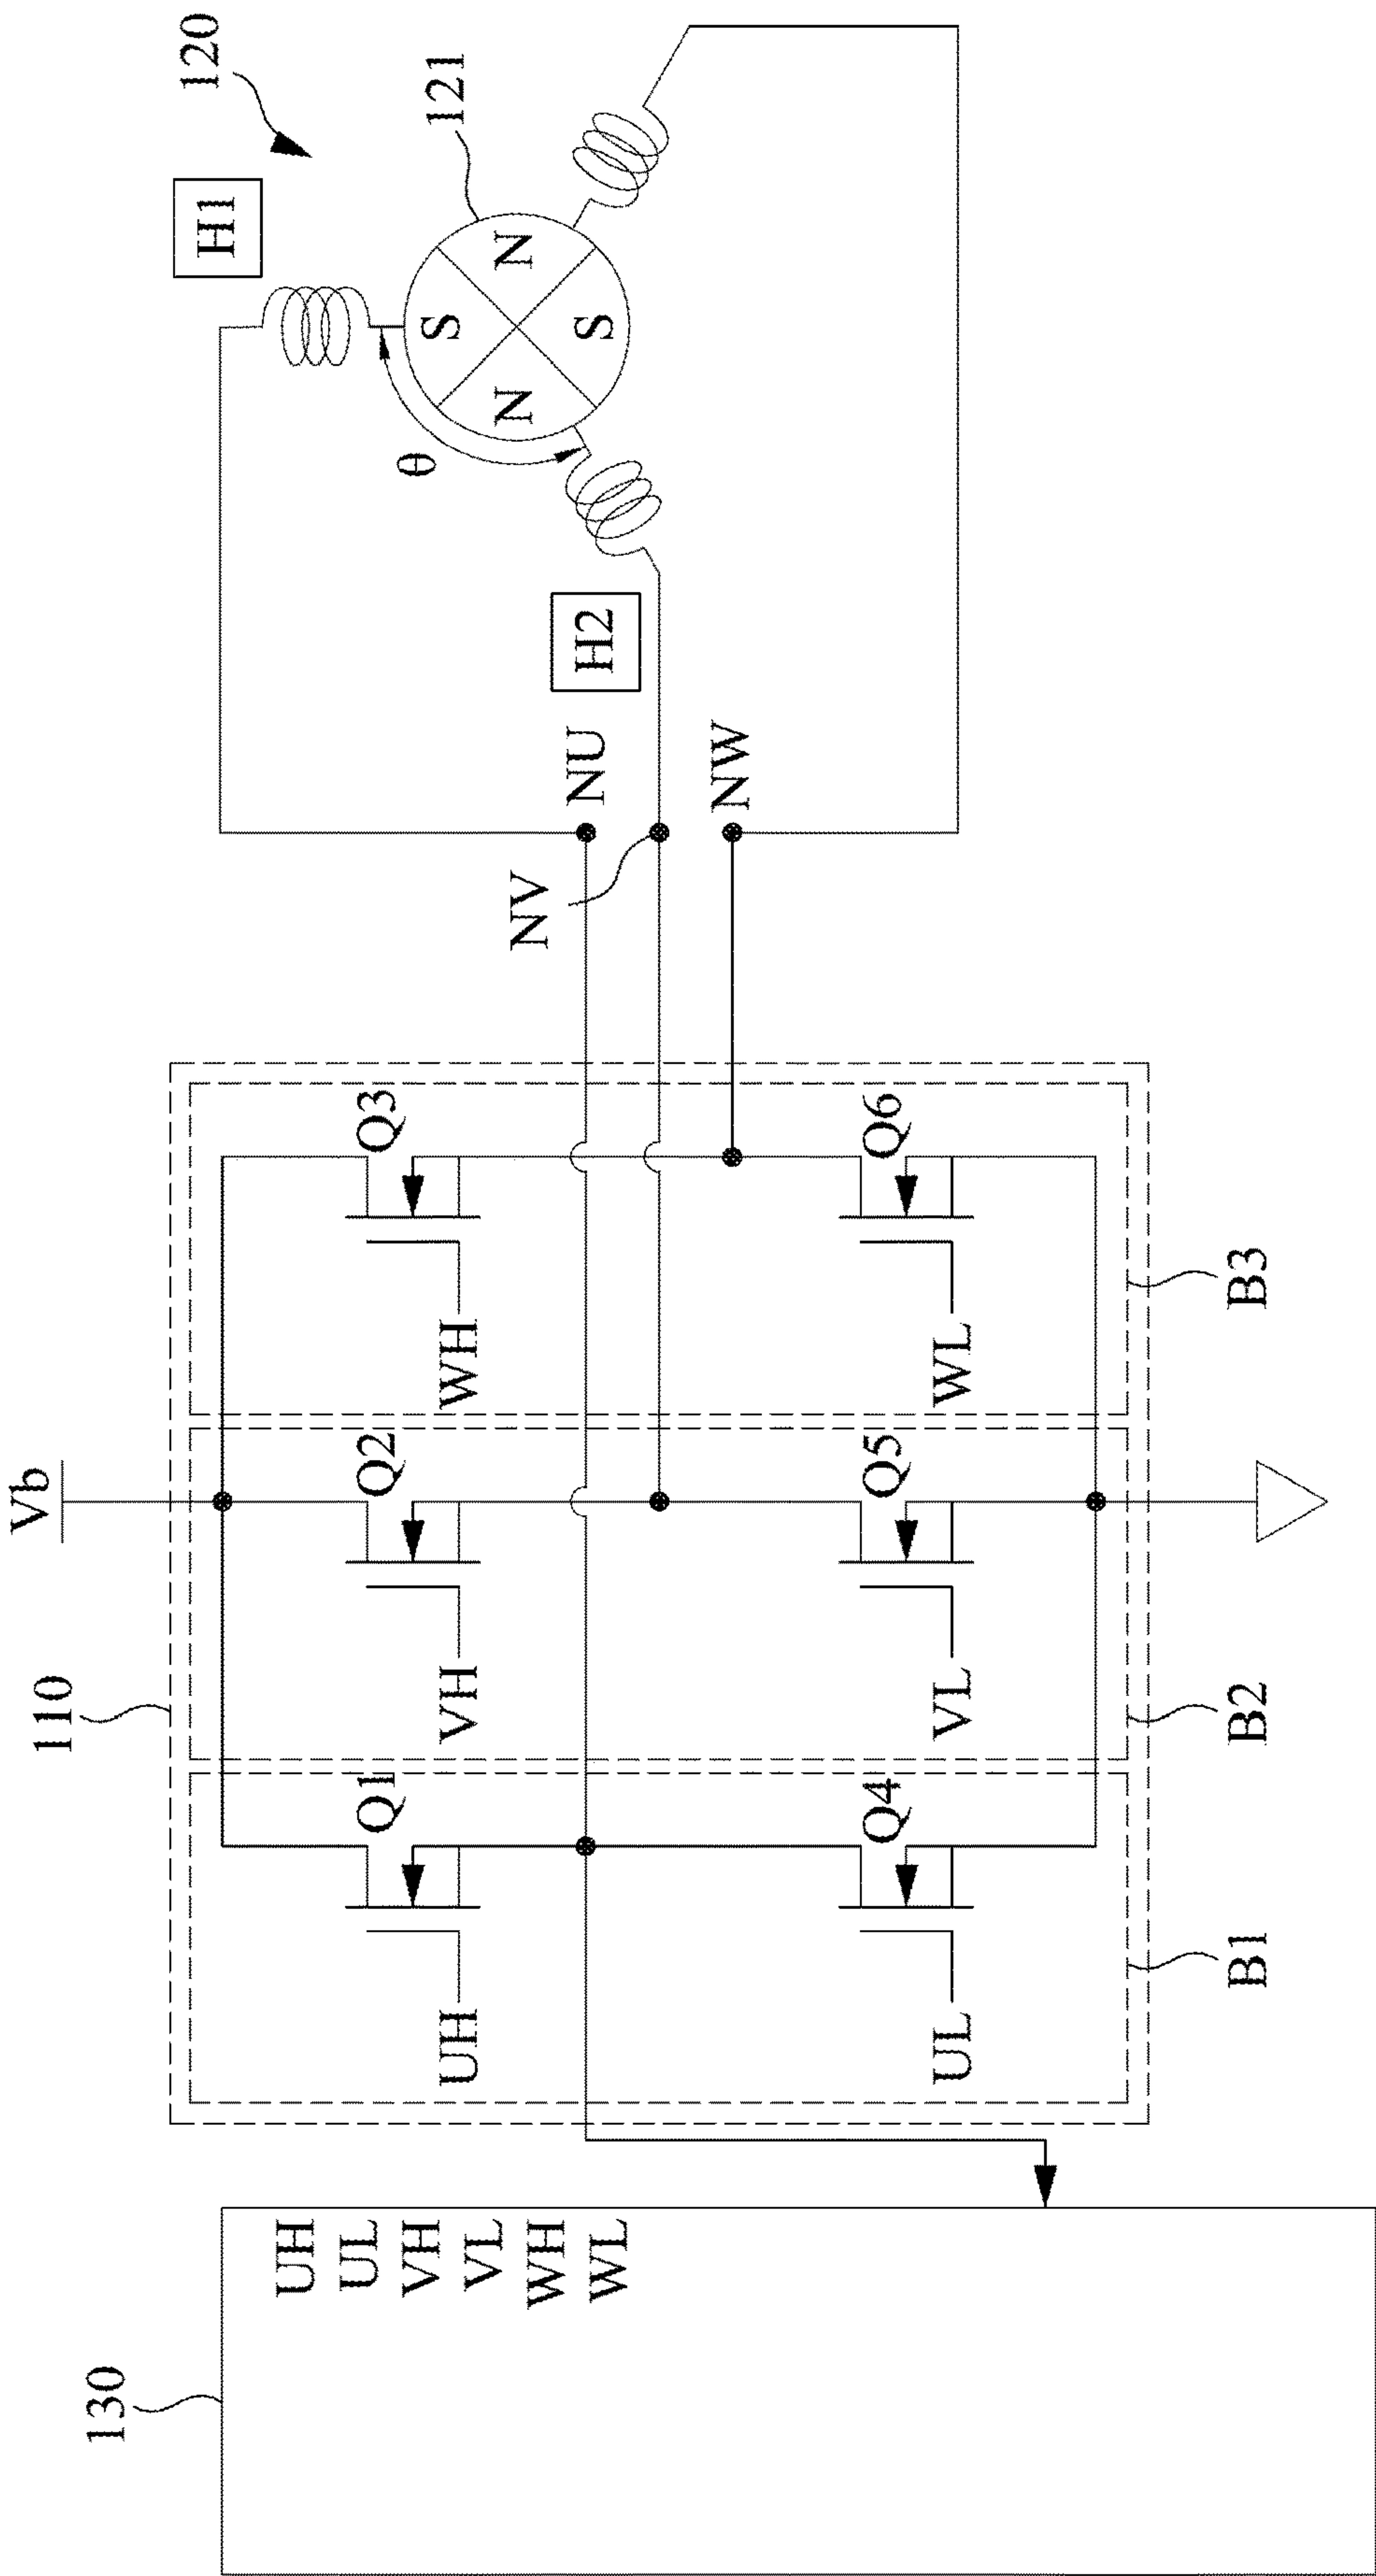 Vb
110
120
130
UH
UL
VH
VL
WH
WL
Q1
Q2
Q3
UH
VH
WH
Q4
Q5
Q6
UL
VL
WL
B1
B2
B3
NU
NV
NW
H1
H2
121
θ
S
N
N
S